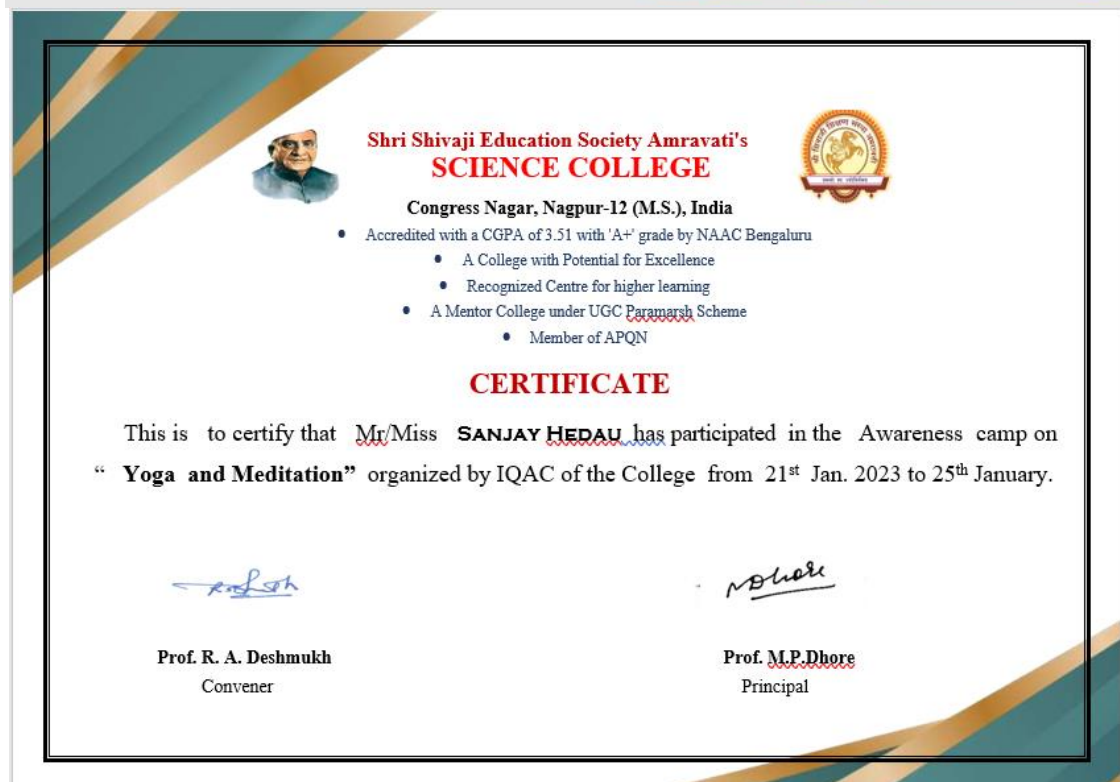 Shri Shivaji Education Society Amravati's
SCIENCE COLLEGE
Congress Nagar, Nagpur-12 (M.S.), India
• Accredited with a CGPA of 3.51 with 'A+' grade by NAAC Bengaluru
• A College with Potential for Excellence
• Recognized Centre for higher learning
• A Mentor College under UGC Paramarsh Scheme
• Member of APQN
CERTIFICATE
This is to certify that Mr/Miss SANJAY HEDAU has participated in the Awareness camp on
“ Yoga and Meditation” organized by IQAC of the College from 21st Jan. 2023 to 25th January.
Prof. R. A. Deshmukh
Convener
Prof. M.P.Dhore
Principal